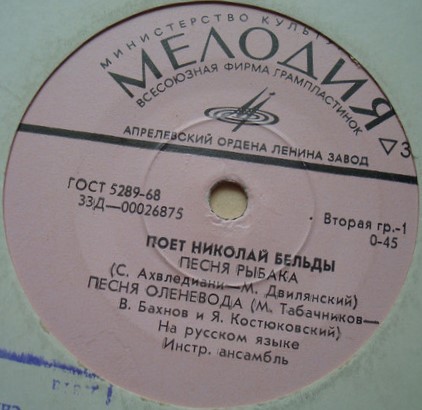 МИНИСТЕРСТВО КУЛЬТУРЫ
МЕЛОДИЯ
ВСЕСОЮЗНАЯ ФИРМА ГРАМПЛАСТИНОК
АПРЕЛЕВСКИЙ ОРДЕНА ЛЕНИНА ЗАВОД
3
ГОСТ 5289-68
33Д—00026875
Вторая гр.-1
0-45
ПОЕТ НИКОЛАЙ БЕЛЬДЫ
ПЕСНЯ РЫБАКА
(С. Ахвледиани—М. Двилянский)
ПЕСНЯ ОЛЕНЕВОДА (М. Табачников—
В. Бахнов и Я. Костюковский)
На русском языке
Инстр. ансамбль